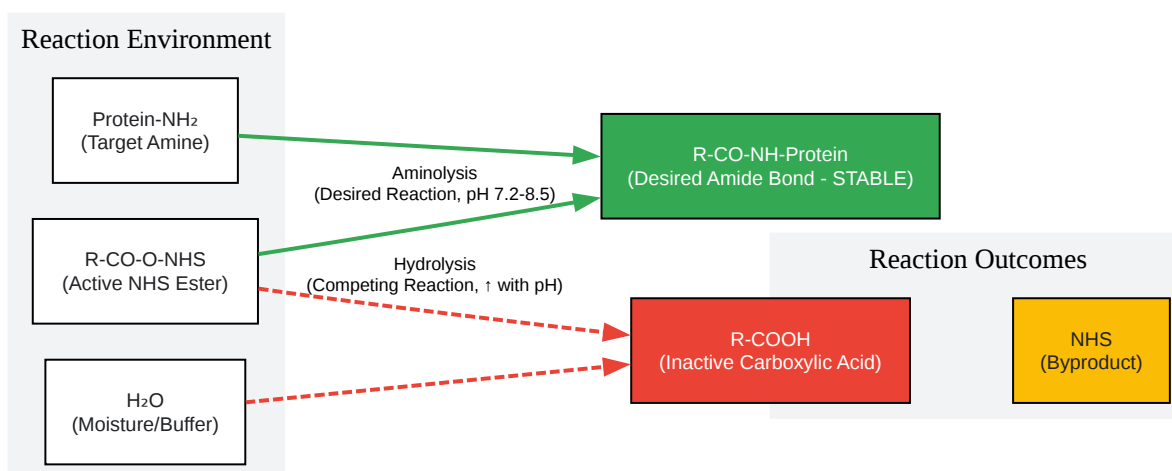 Reaction Environment
Protein-NH₂
(Target Amine)
R-CO-NH-Protein
(Desired Amide Bond - STABLE)
Aminolysis
(Desired Reaction, pH 7.2-8.5)
R-CO-O-NHS
(Active NHS Ester)
Hydrolysis
(Competing Reaction, ↑ with pH)
Reaction Outcomes
R-COOH
(Inactive Carboxylic Acid)
NHS
(Byproduct)
H₂O
(Moisture/Buffer)